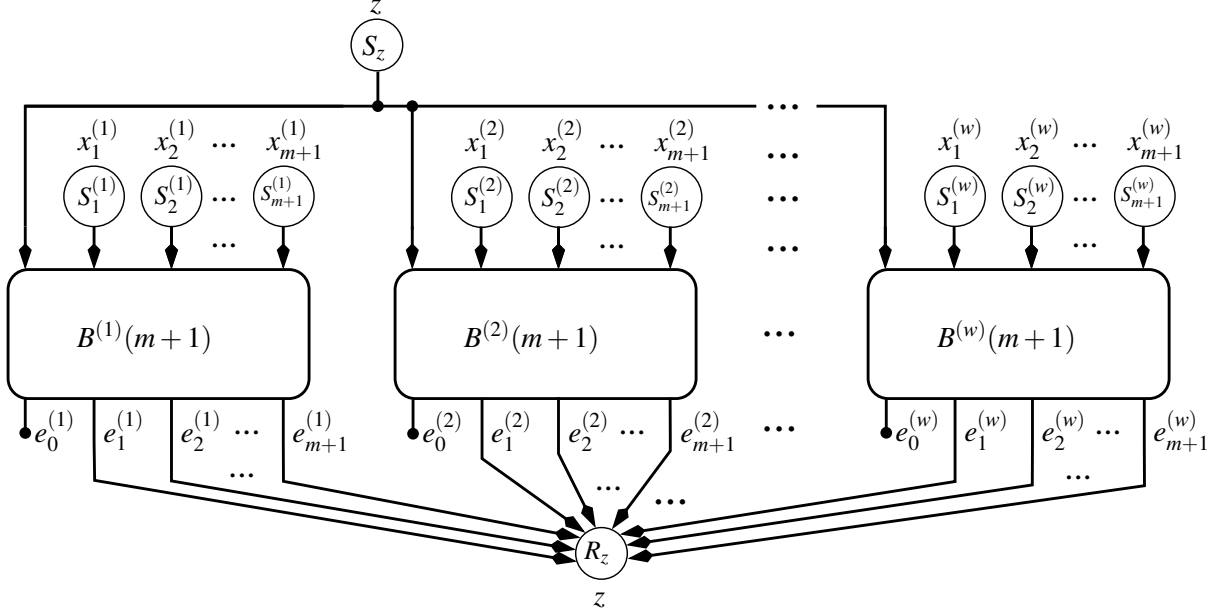 z
S_z
...
x_1^{(1)} x_2^{(1)} ... x_{m+1}^{(1)} x_1^{(2)} x_2^{(2)} ... x_{m+1}^{(2)} ... x_1^{(w)} x_2^{(w)} ... x_{m+1}^{(w)}
S_1^{(1)} S_2^{(1)} ... S_{m+1}^{(1)} S_1^{(2)} S_2^{(2)} ... S_{m+1}^{(2)} ... S_1^{(w)} S_2^{(w)} ... S_{m+1}^{(w)}
... ... ... ...
B^{(1)}(m+1) B^{(2)}(m+1) ... B^{(w)}(m+1)
e_0^{(1)} e_1^{(1)} e_2^{(1)} ... e_{m+1}^{(1)} e_0^{(2)} e_1^{(2)} e_2^{(2)} ... e_{m+1}^{(2)} ... e_0^{(w)} e_1^{(w)} e_2^{(w)} ... e_{m+1}^{(w)}
... ... ... ...
R_z
z